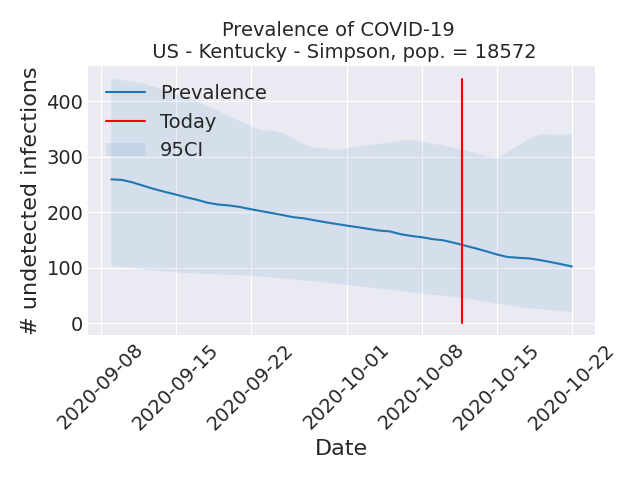 Prevalence of COVID-19
US - Kentucky - Simpson, pop. = 18572
# undetected infections
400
300
200
100
0
Prevalence
Today
95CI
2020-09-08
2020-09-15
2020-09-22
2020-10-01
2020-10-08
2020-10-15
2020-10-22
Date